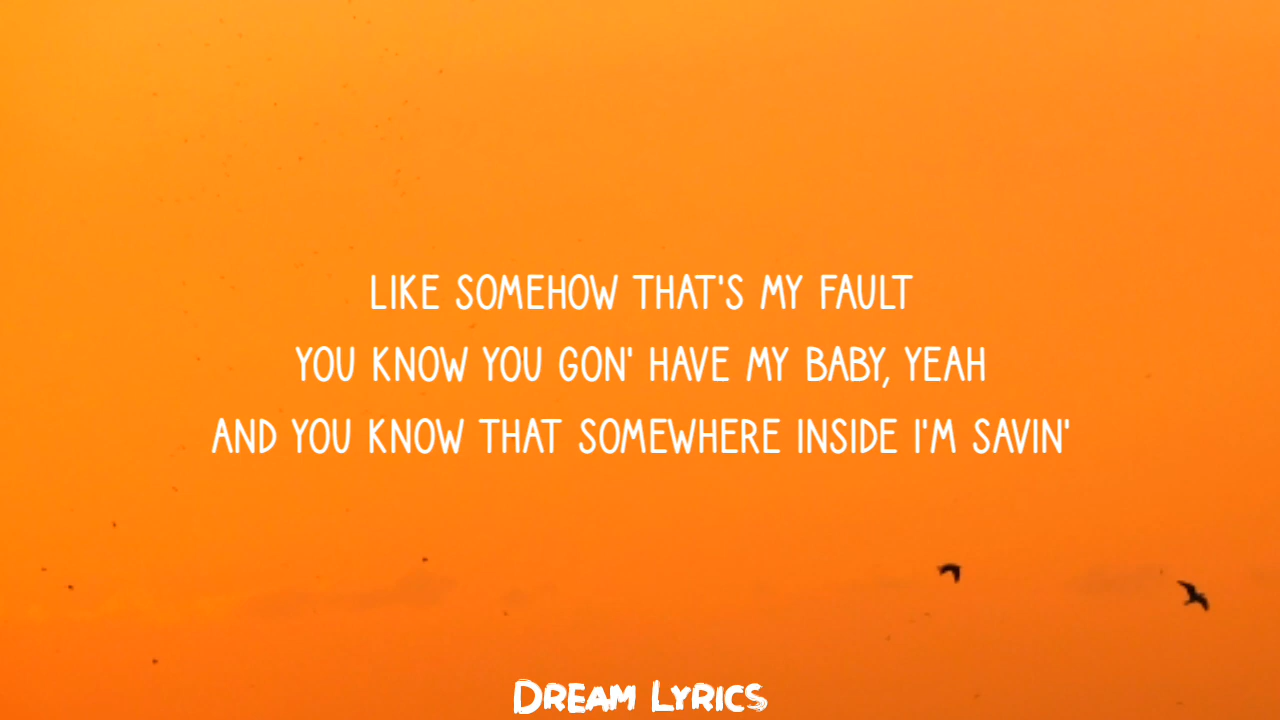 LIKE SOMEHOW THAT'S MY FAULT
YOU KNOW YOU GON' HAVE MY BABY, YEAH
AND YOU KNOW THAT SOMEWHERE INSIDE I'M SAVIN'
DREAM LYRICS